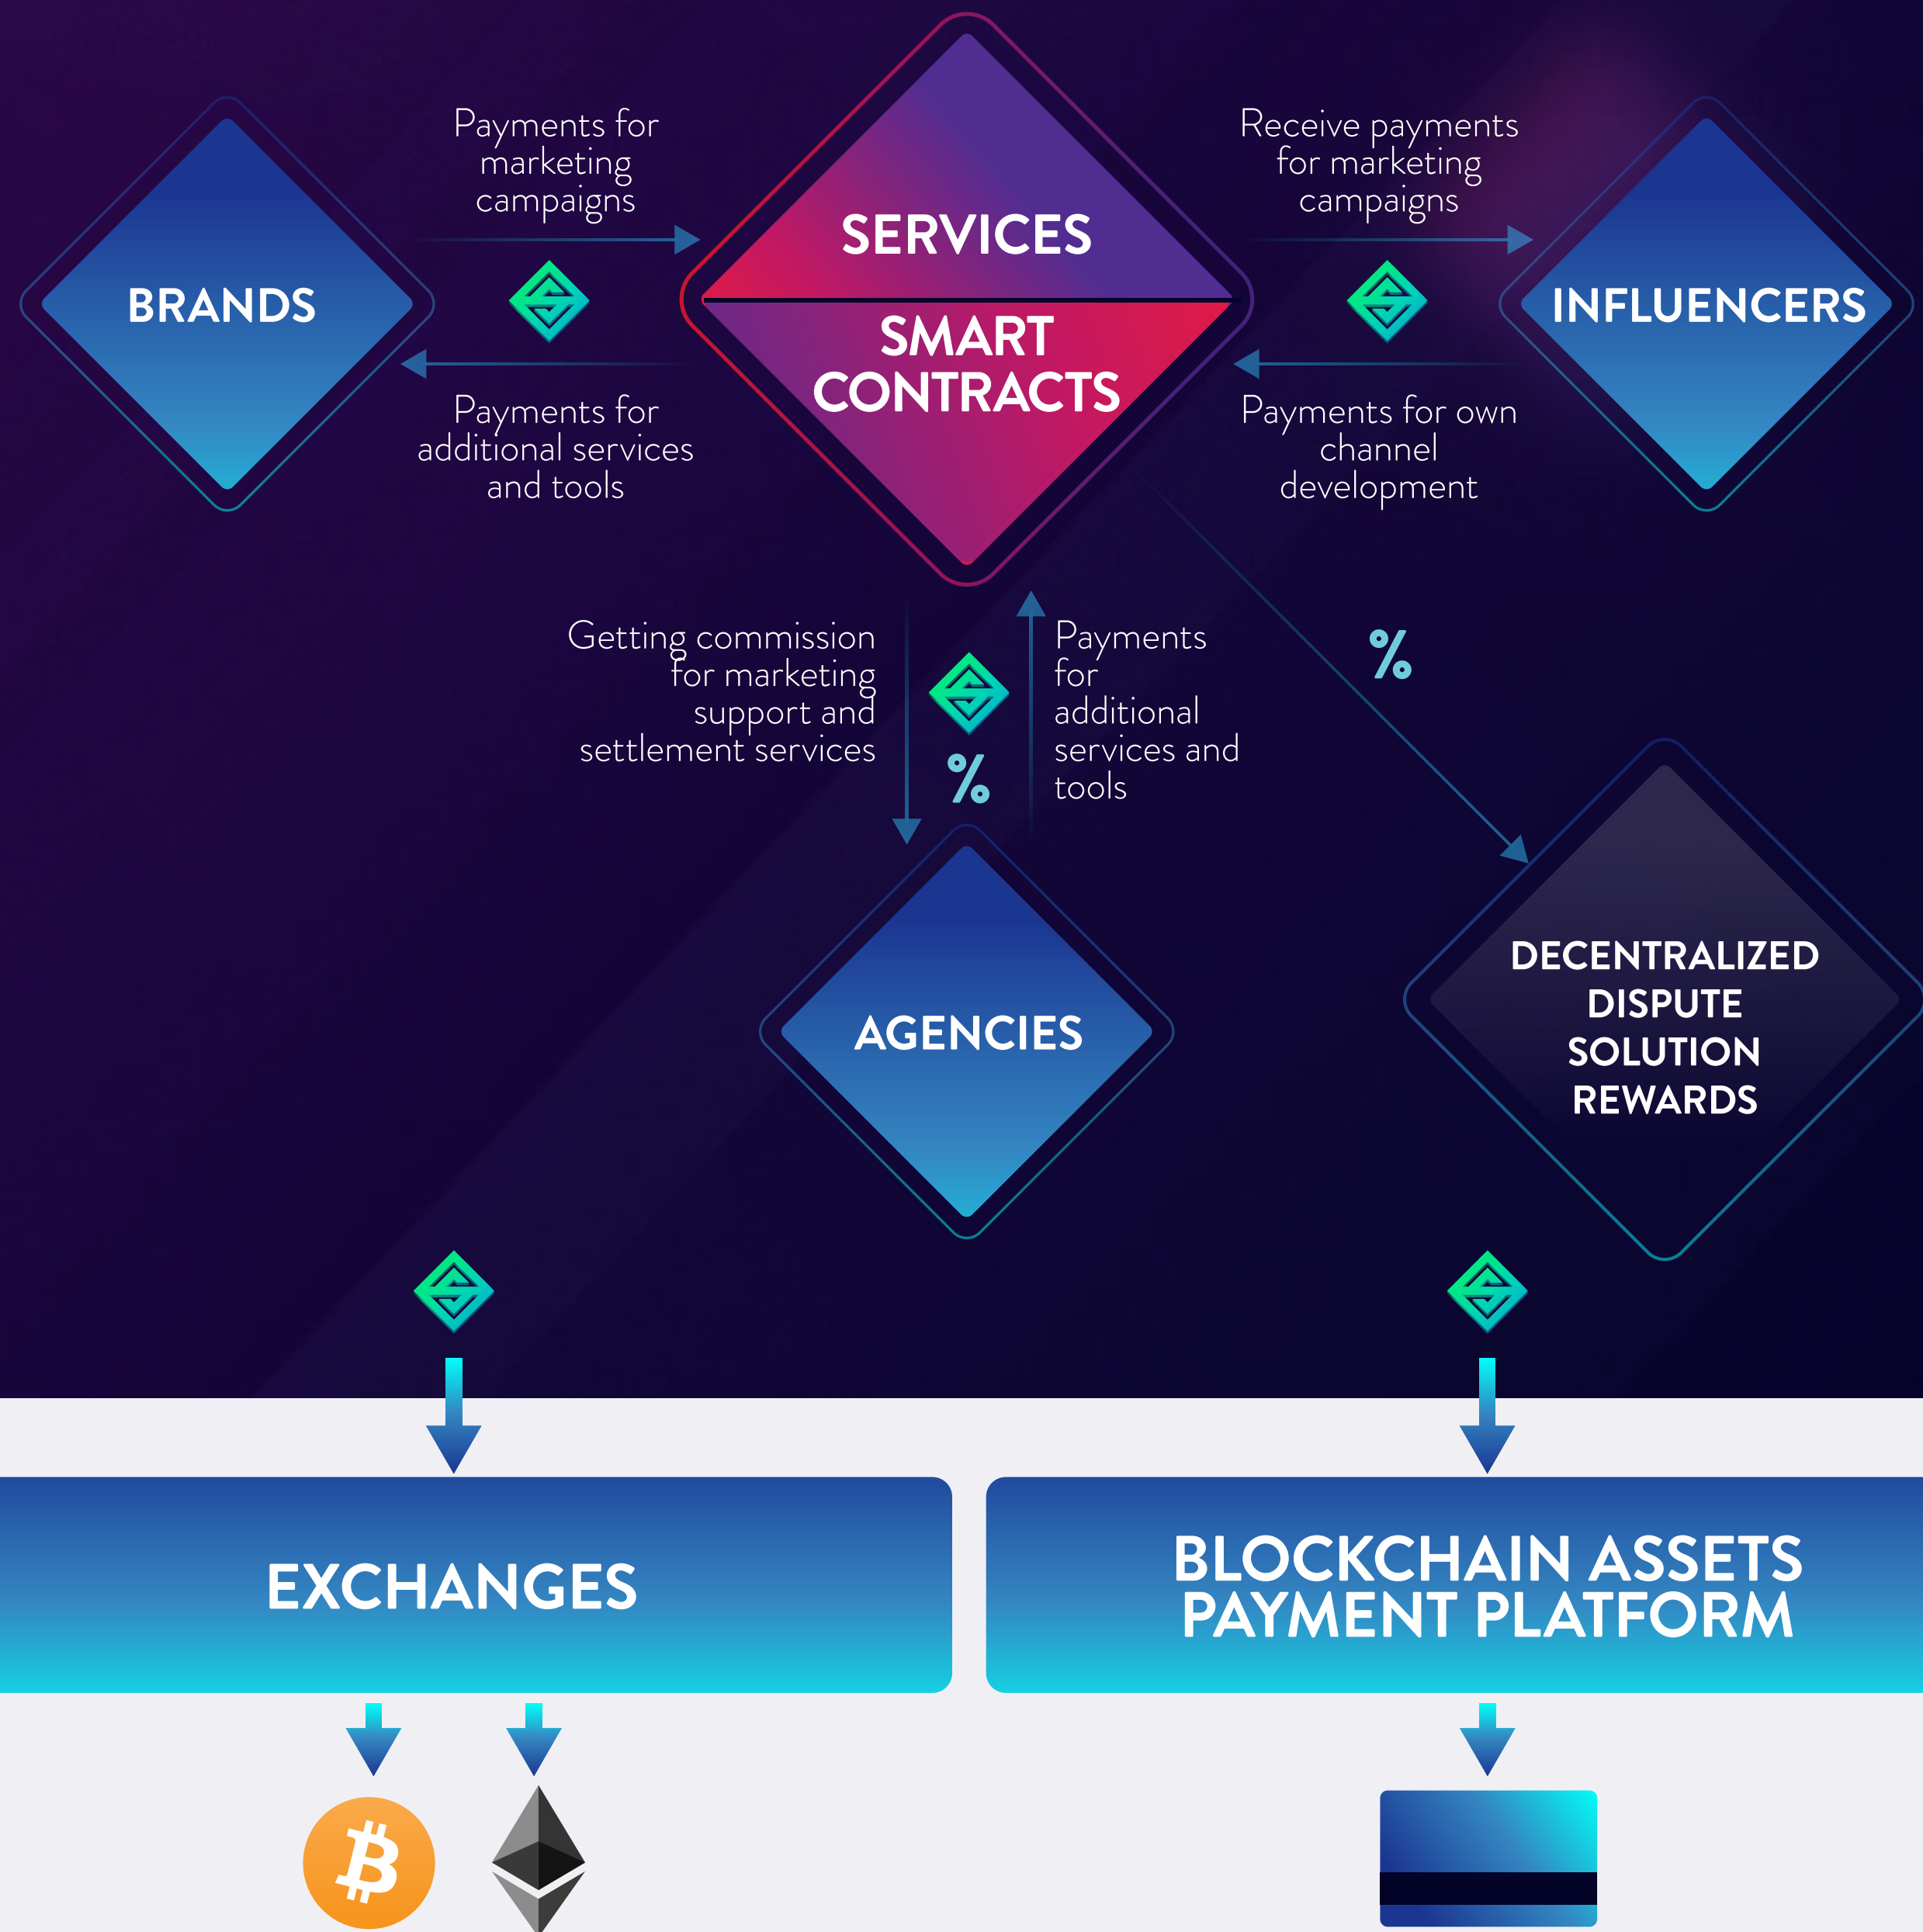 Payments for
marketing
campaigns
Receive payments
for marketing
campaigns
BRANDS
SERVICES
SMART
CONTRACTS
INFLUENCERS
Payments for
additional services
and tools
Payments for own
channel
development
Getting commission
for marketing
support and
settlement services
%
Payments
for
additional
services and
tools
%
AGENCIES
DECENTRALIZED
DISPUTE
SOLUTION
REWARDS
EXCHANGES
BLOCKCHAIN ASSETS
PAYMENT PLATFORM